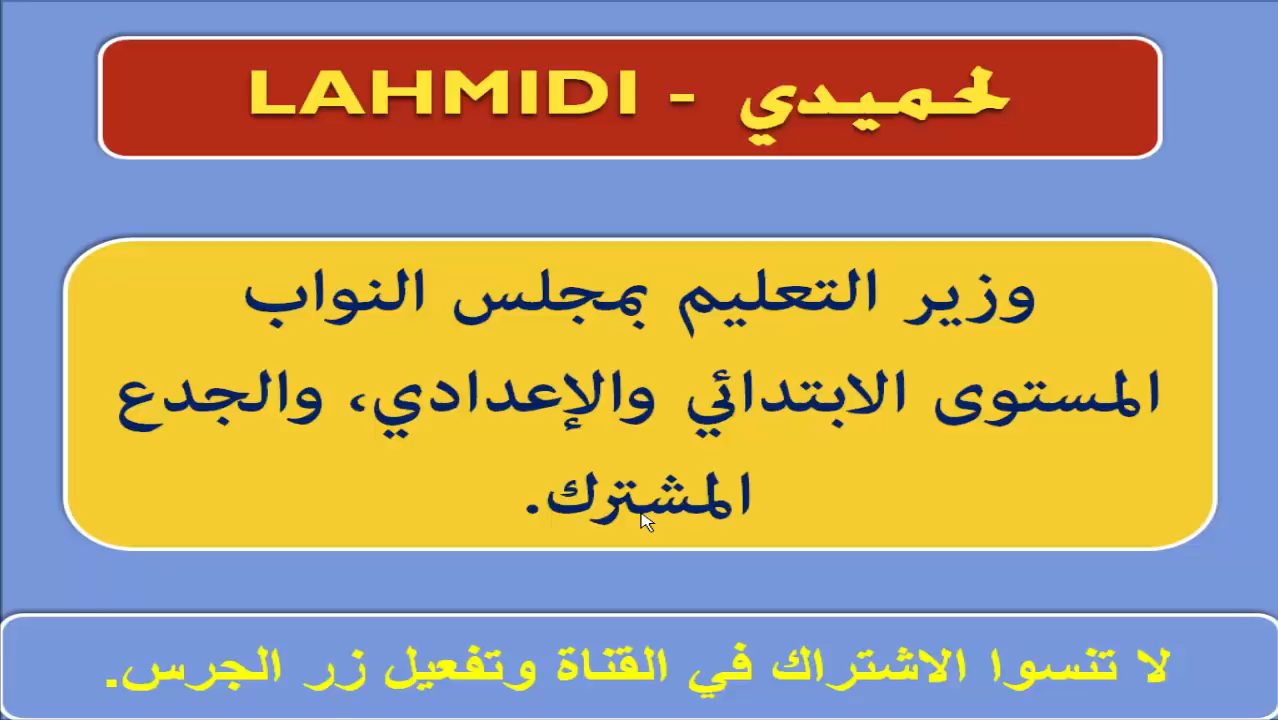 لحميدي - LAHMIDI
وزير التعليم بمجلس النواب
المستوى الابتدائي والإعدادي، والجدع
المشترك.
لا تنسوا الاشتراك في القناة وتفعيل زر الجرس.